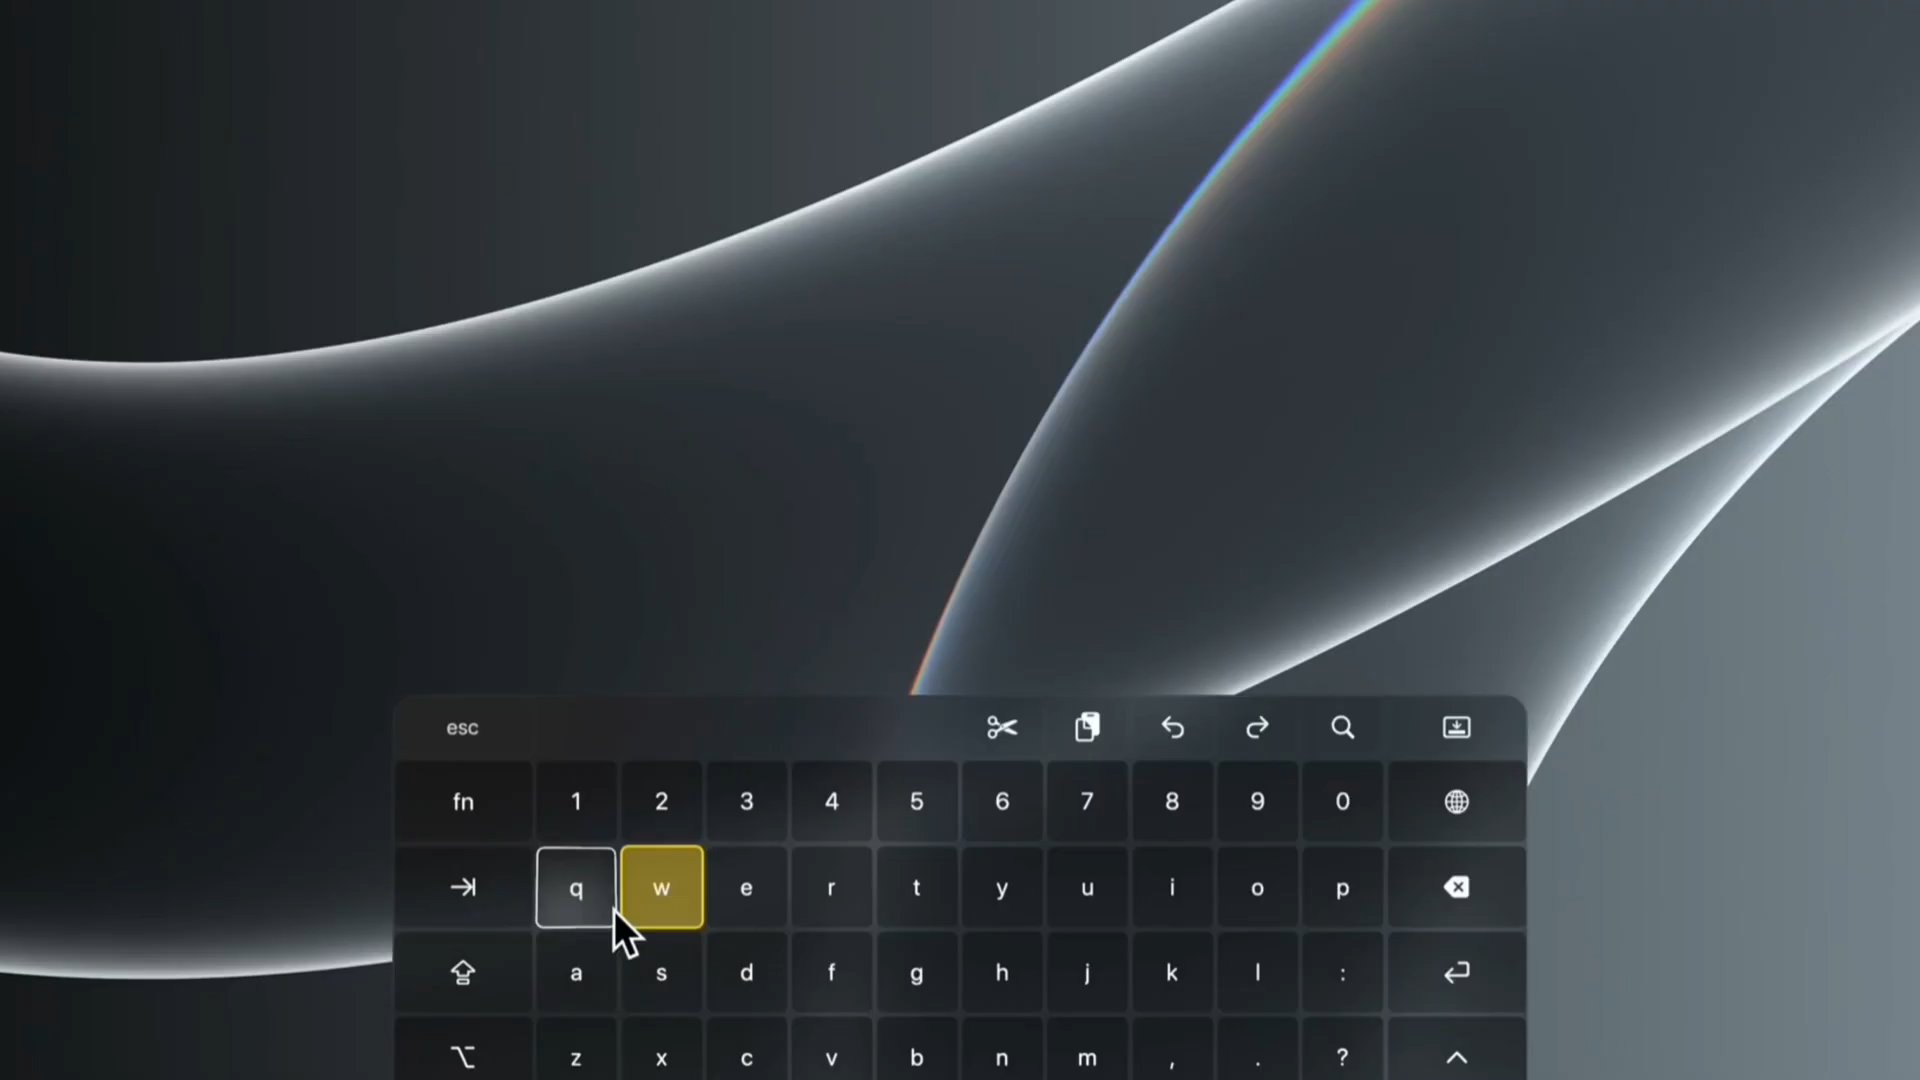 esc
fn 1 2 3 4 5 6 7 8 9 0
q w e r t y u i o p
a s d f g h j k l :
z x c v b n m , . ?